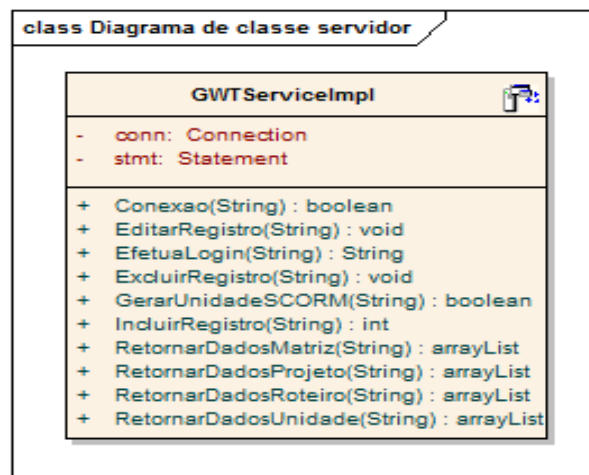 class Diagrama de classe servidor
GWTServiceImpl
- conn: Connection
- stmt: Statement
+ Conexao(String) : boolean
+ EditarRegistro(String) : void
+ EfetuaLogin(String) : String
+ ExcluirRegistro(String) : void
+ GerarUnidadeSCORM(String) : boolean
+ IncluirRegistro(String) : int
+ RetornarDadosMatriz(String) : arrayList
+ RetornarDadosProjeto(String) : arrayList
+ RetornarDadosRoteiro(String) : arrayList
+ RetornarDadosUnidade(String) : arrayList